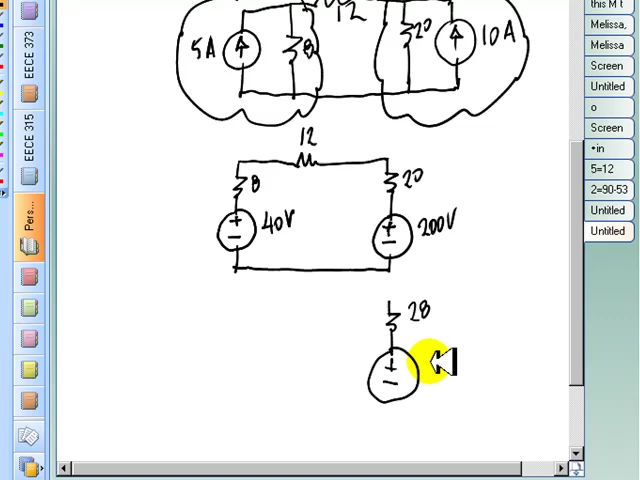 this M t
Melissa,
Melissa
Screen
Untitled
o
Screen
•in
5=12
2=90-53
Untitled
Untitled
EECE 373
EECE 315
Pers...
12
5A
8
20
10A
12
8
20
40V
200V
28